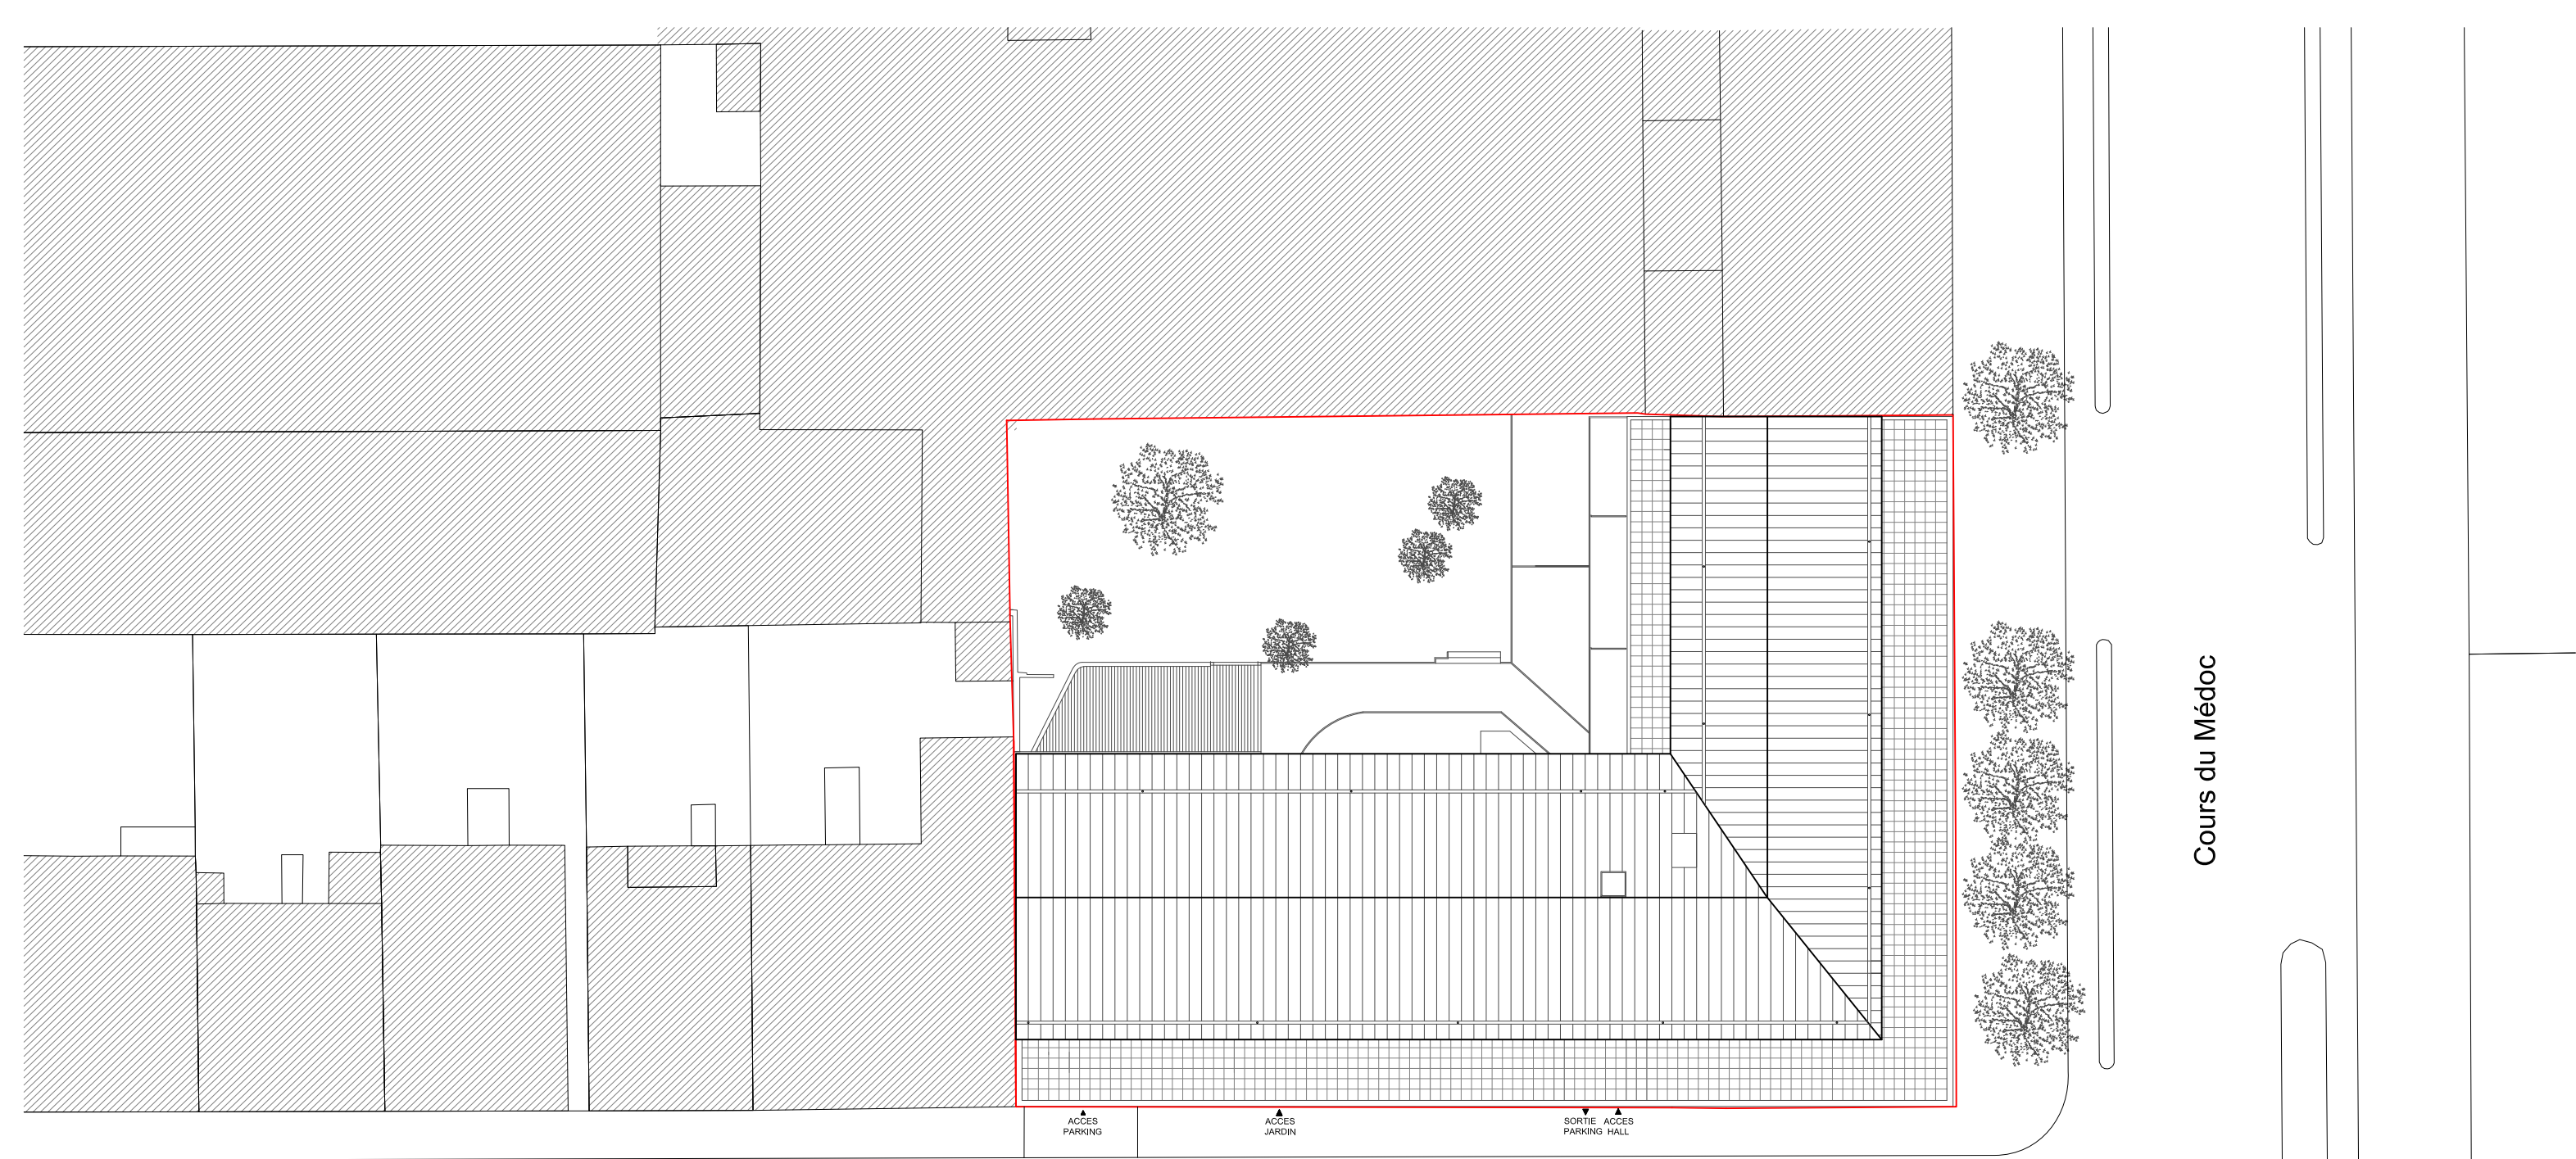 Cours du Médoc
ACCES
PARKING
ACCES
JARDIN
SORTIE
PARKING
ACCES
HALL